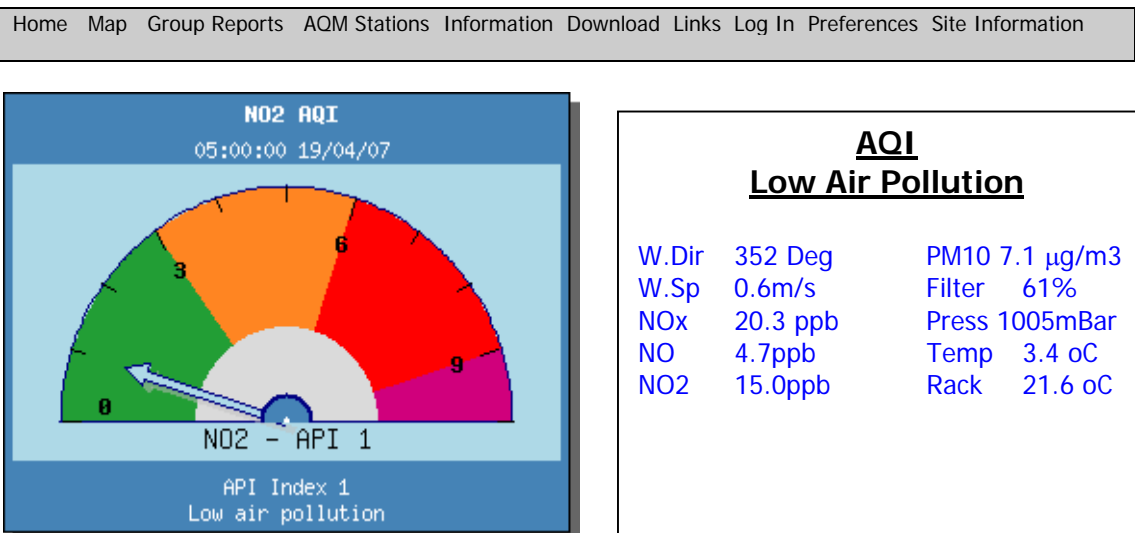 Home Map Group Reports AQM Stations Information Download Links Log In Preferences Site Information
NO2 AQI
05:00:00 19/04/07
0
3
6
9
NO2 - API 1
API Index 1
Low air pollution
AQI
Low Air Pollution
W.Dir 352 Deg PM10 7.1 µg/m3
W.Sp 0.6m/s Filter 61%
NOx 20.3 ppb Press 1005mBar
NO 4.7ppb Temp 3.4 oC
NO2 15.0ppb Rack 21.6 oC